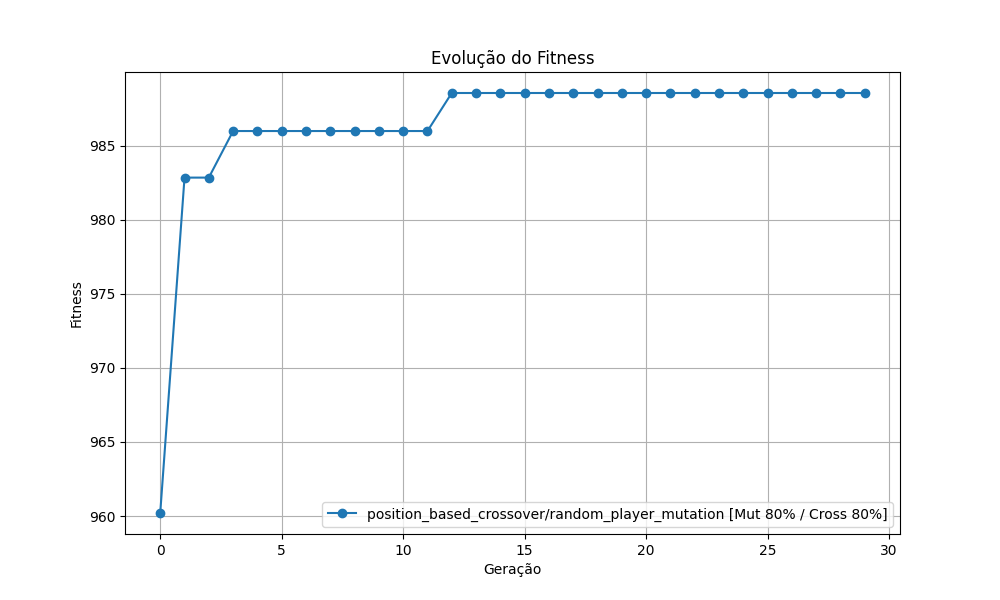 Evolução do Fitness
Fitness
985
980
975
970
965
960
position_based_crossover/random_player_mutation [Mut 80% / Cross 80%]
0 5 10 15 20 25 30
Geração